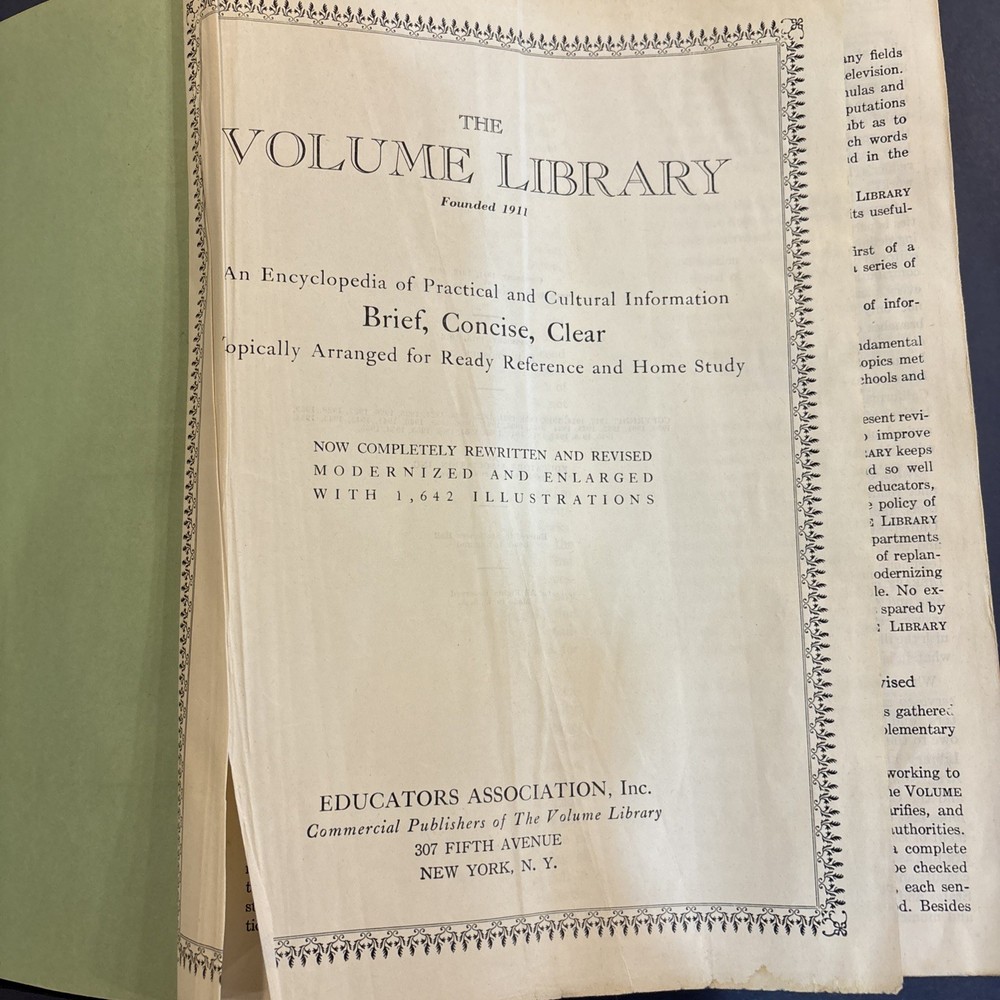 THE
VOLUME LIBRARY
Founded 1911
An Encyclopedia of Practical and Cultural Information
Brief, Concise, Clear
opically Arranged for Ready Reference and Home Study
NOW COMPLETELY REWRITTEN AND REVISED
MODERNIZED AND ENLARGED
WITH 1,642 ILLUSTRATIONS
EDUCATORS ASSOCIATION, Inc.
Commercial Publishers of The Volume Library
307 FIFTH AVENUE
NEW YORK, N. Y.
any fields
elevision.
ulas and
putations
bt as to
ch words
d in the
LIBRARY
its useful-
irst of a
series of
of infor-
damental
opics met
chools and
esent revi-
improve
ARY keeps
d so well
educators,
policy of
LIBRARY
partments
of replan-
odernizing
le. No ex-
spared by
LIBRARY
ised
s gathered
lementary
working to
e VOLUME
rifies, and
uthorities.
complete
be checked
, each sen-
d. Besides